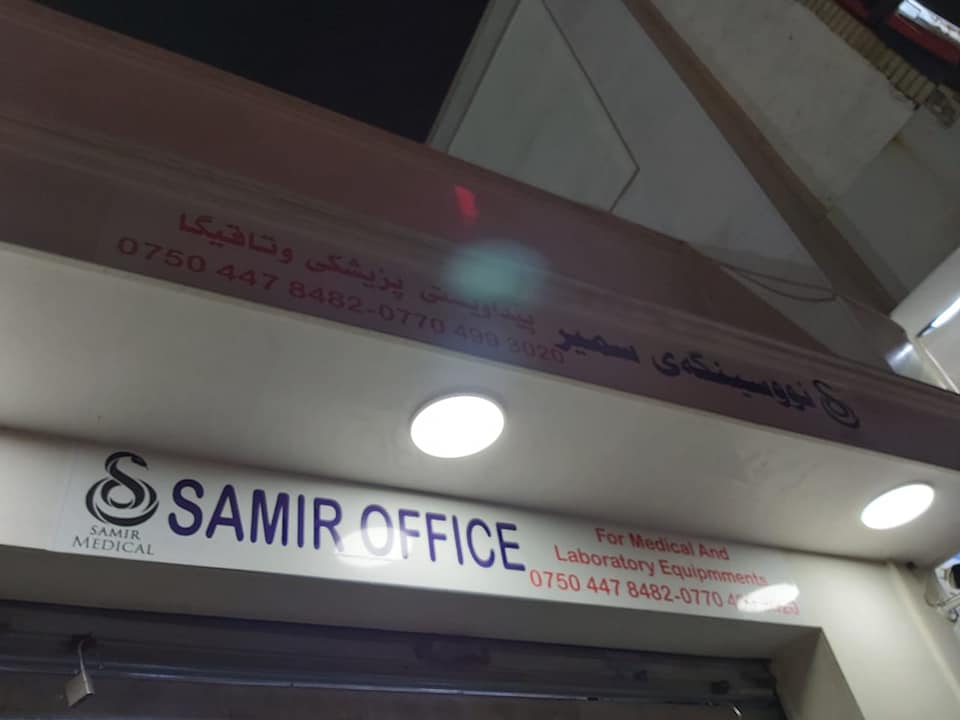 نووسینگەی سمیر
پێداویستی پزیشکی وتاقیگا
0750 447 8482-0770 499 3020
SAMIR
MEDICAL
SAMIR OFFICE
For Medical And
Laboratory Equipmments
0750 447 8482-0770